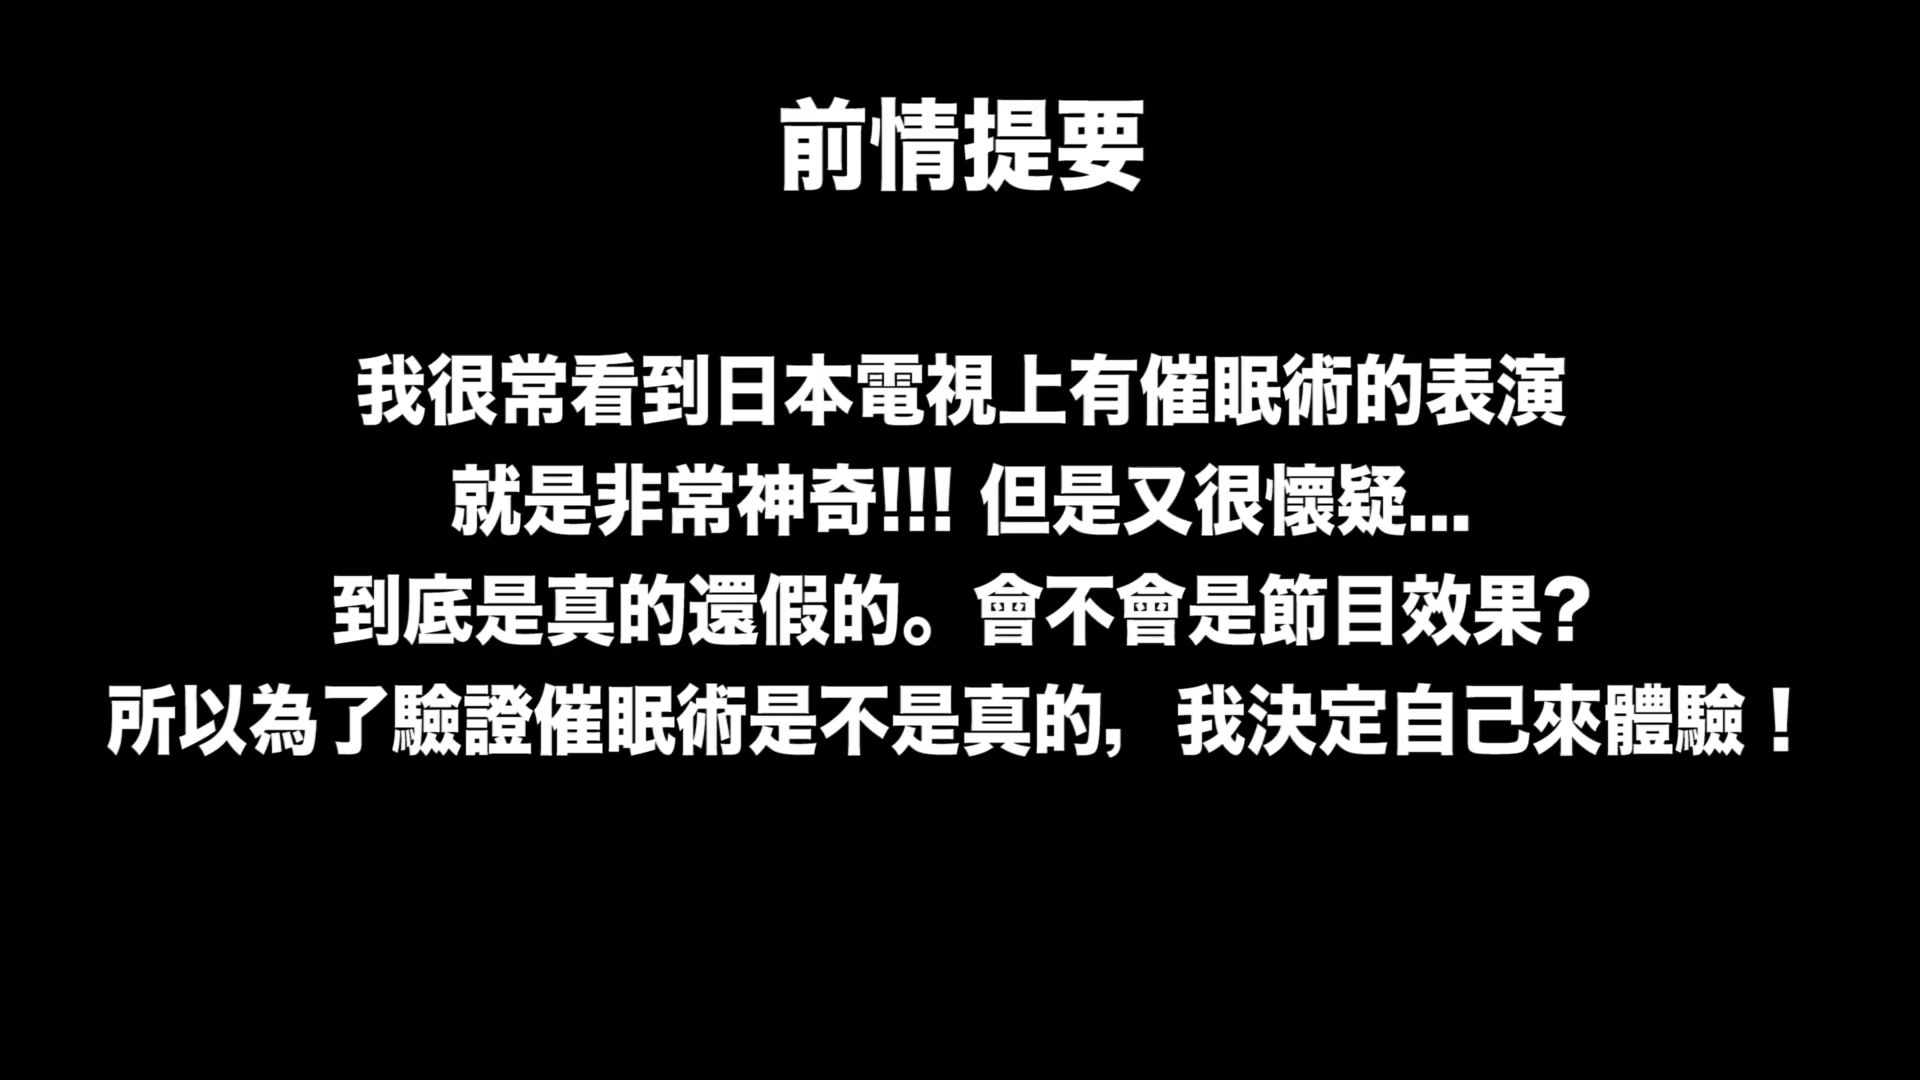 前情提要
我很常看到日本電視上有催眠術的表演
就是非常神奇!!! 但是又很懷疑...
到底是真的還假的。會不會是節目效果?
所以為了驗證催眠術是不是真的，我決定自己來體驗！